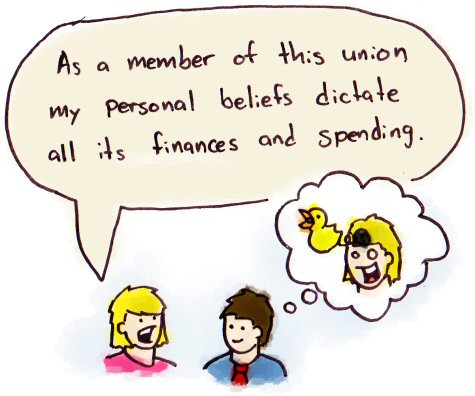 As a member of this union
my personal beliefs dictate
all its finances and spending.